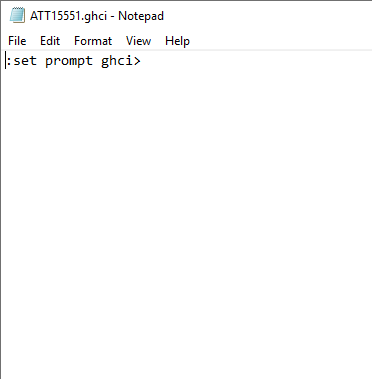 ATT15551.ghci - Notepad
File Edit Format View Help
:set prompt ghci>